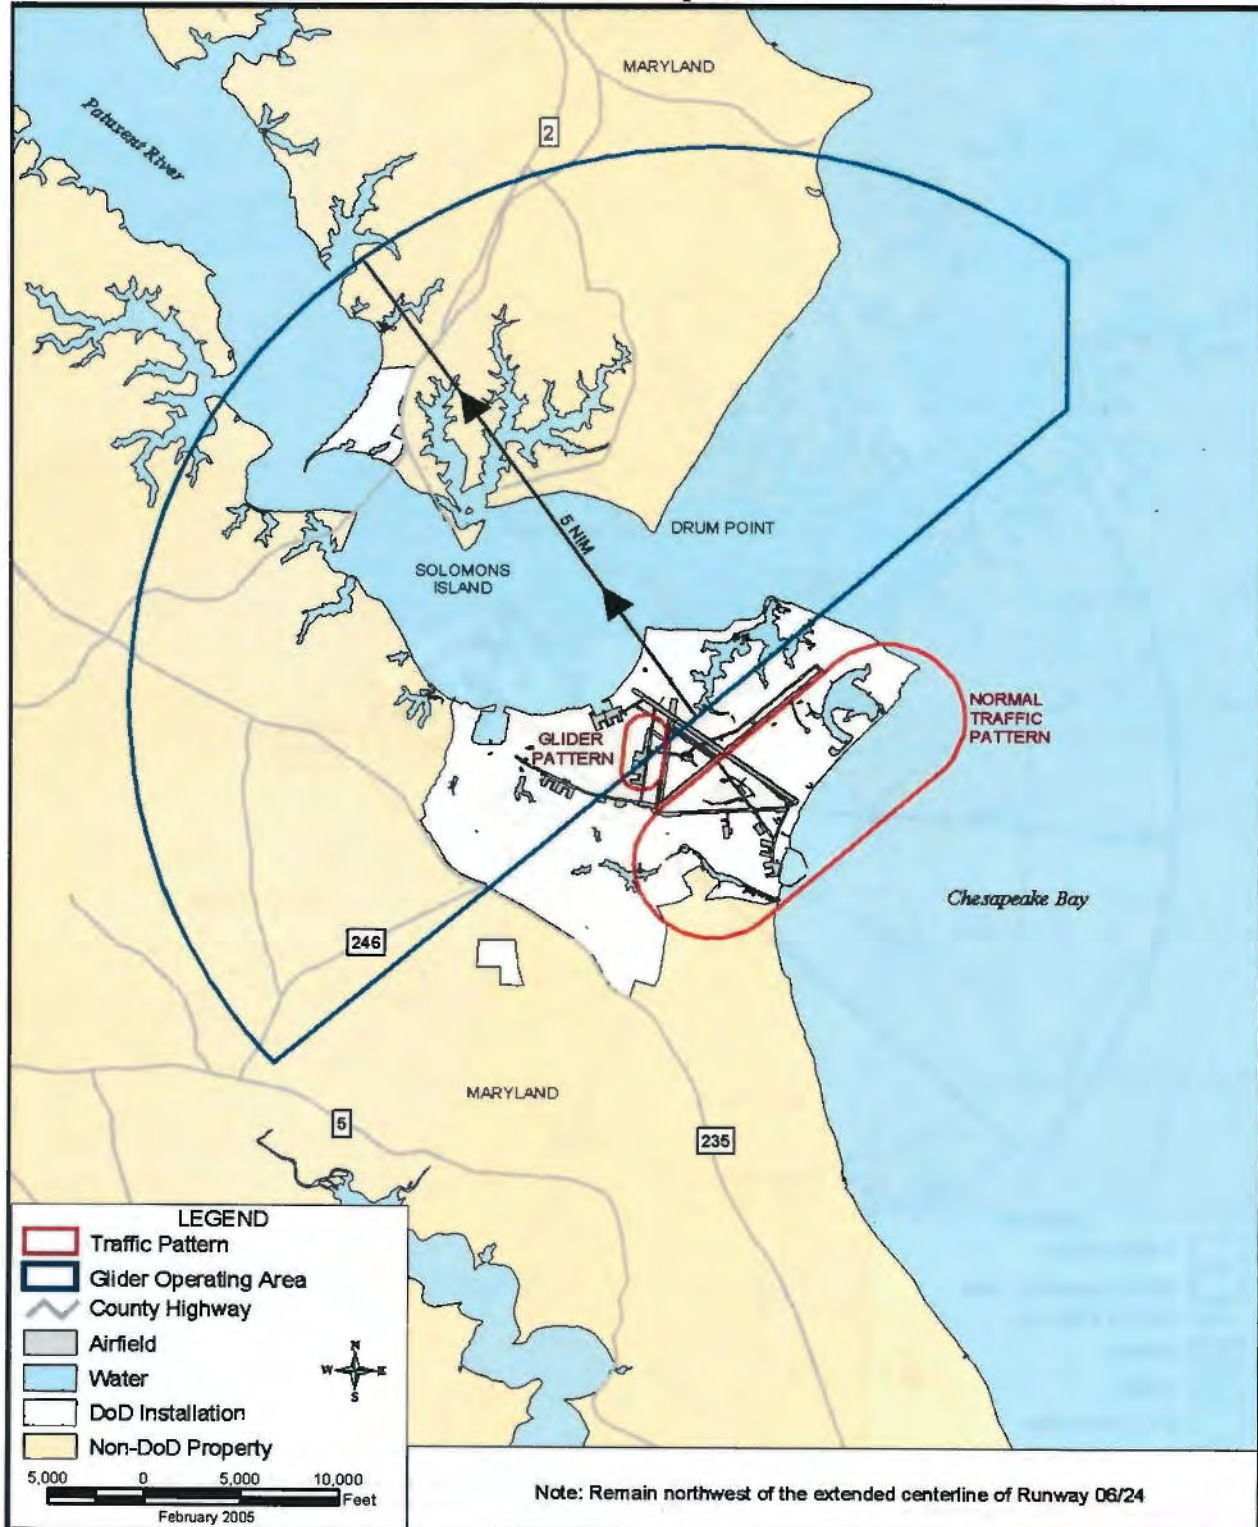 MARYLAND
Patuxent River
2
5 NM
DRUM POINT
SOLOMONS
ISLAND
NORMAL
TRAFFIC
PATTERN
GLIDER
PATTERN
Chesapeake Bay
246
MARYLAND
5
235
LEGEND
Traffic Pattern
Glider Operating Area
County Highway
Airfield
Water
DoD Installation
Non-DoD Property
N
W E
S
5,000 0 5,000 10,000
Feet
February 2005
Note: Remain northwest of the extended centerline of Runway 06/24